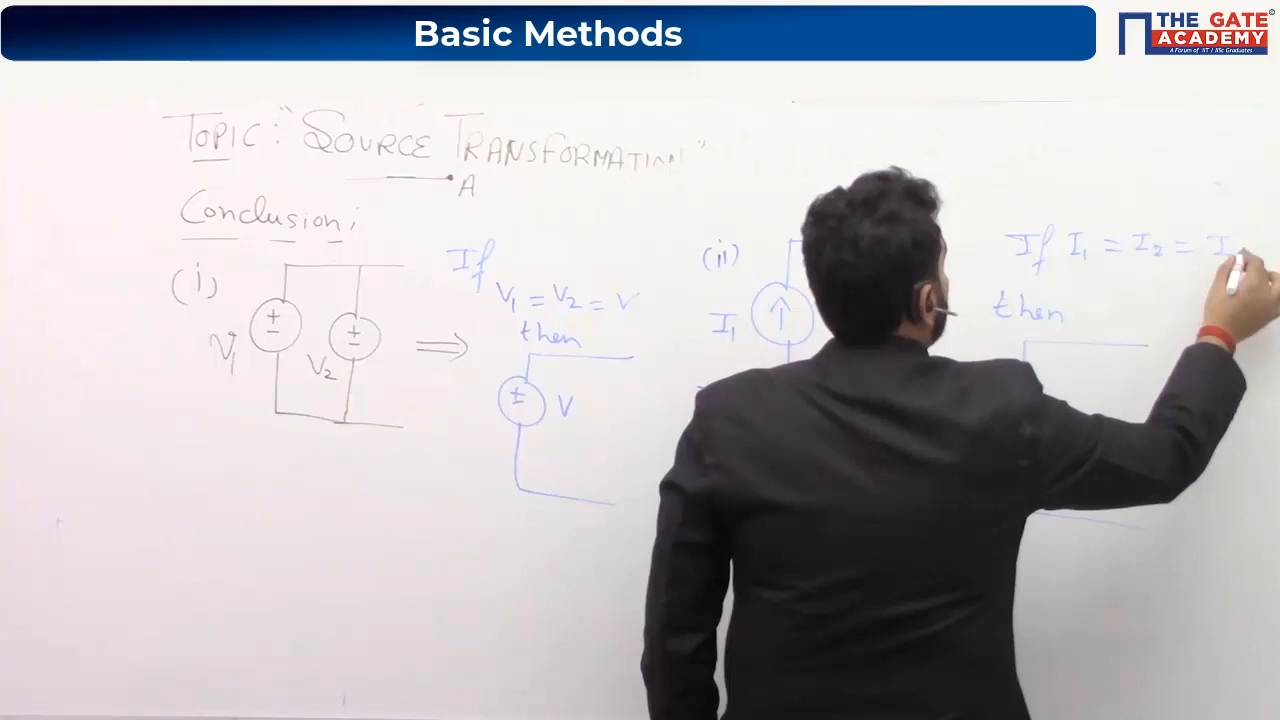 Basic Methods
THE GATE ACADEMY
A Forum of IIT / IISc Graduates
TOPIC: "SOURCE TRANSFORMATION"
A
Conclusion:
(i)
V1
V2
If
V1 = V2 = V
then
V
(ii)
I1
If I1 = I2 = I
then